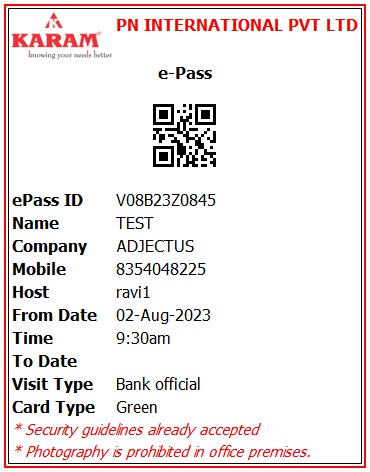 KARAM®
knowing your needs better
PN INTERNATIONAL PVT LTD
e-Pass
ePass ID V08B23Z0845
Name TEST
Company ADJECTUS
Mobile 8354048225
Host ravi1
From Date 02-Aug-2023
Time 9:30am
To Date
Visit Type Bank official
Card Type Green
* Security guidelines already accepted
* Photography is prohibited in office premises.